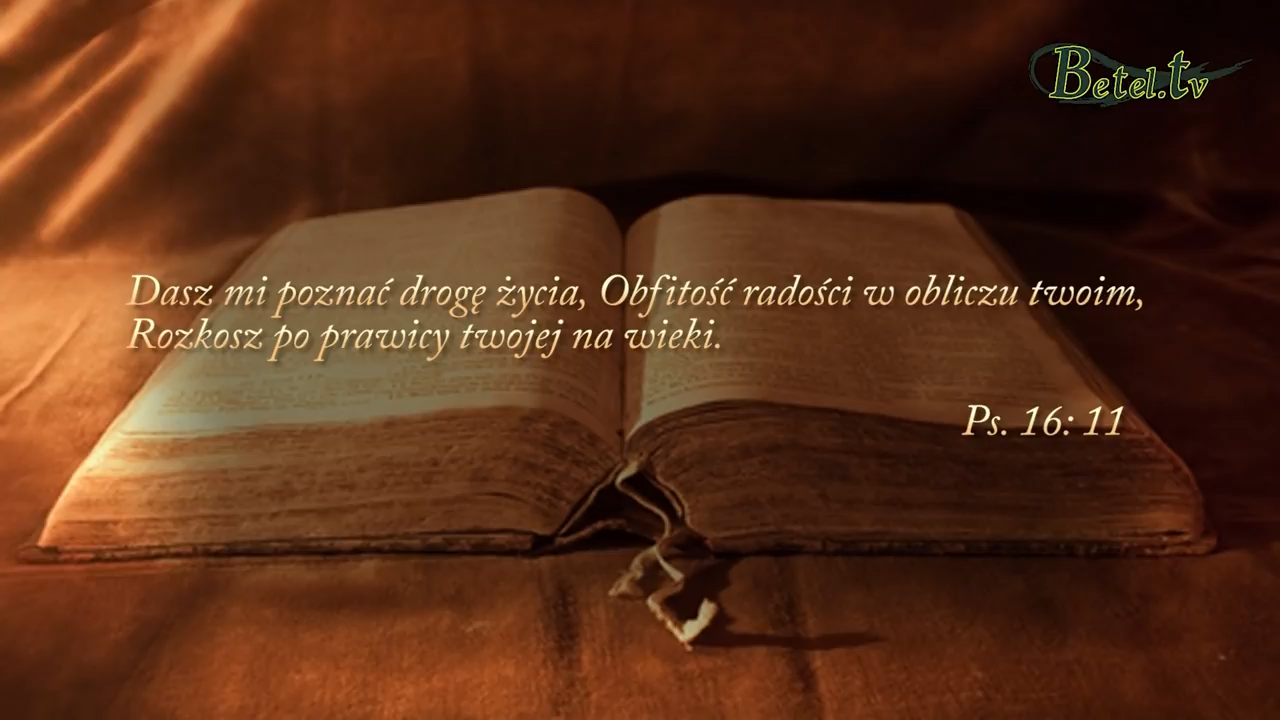 Betel.tv
Dasz mi poznać drogę życia, Obfitość radości w obliczu twoim,
Rozkosz po prawicy twojej na wieki.
Ps. 16: 11